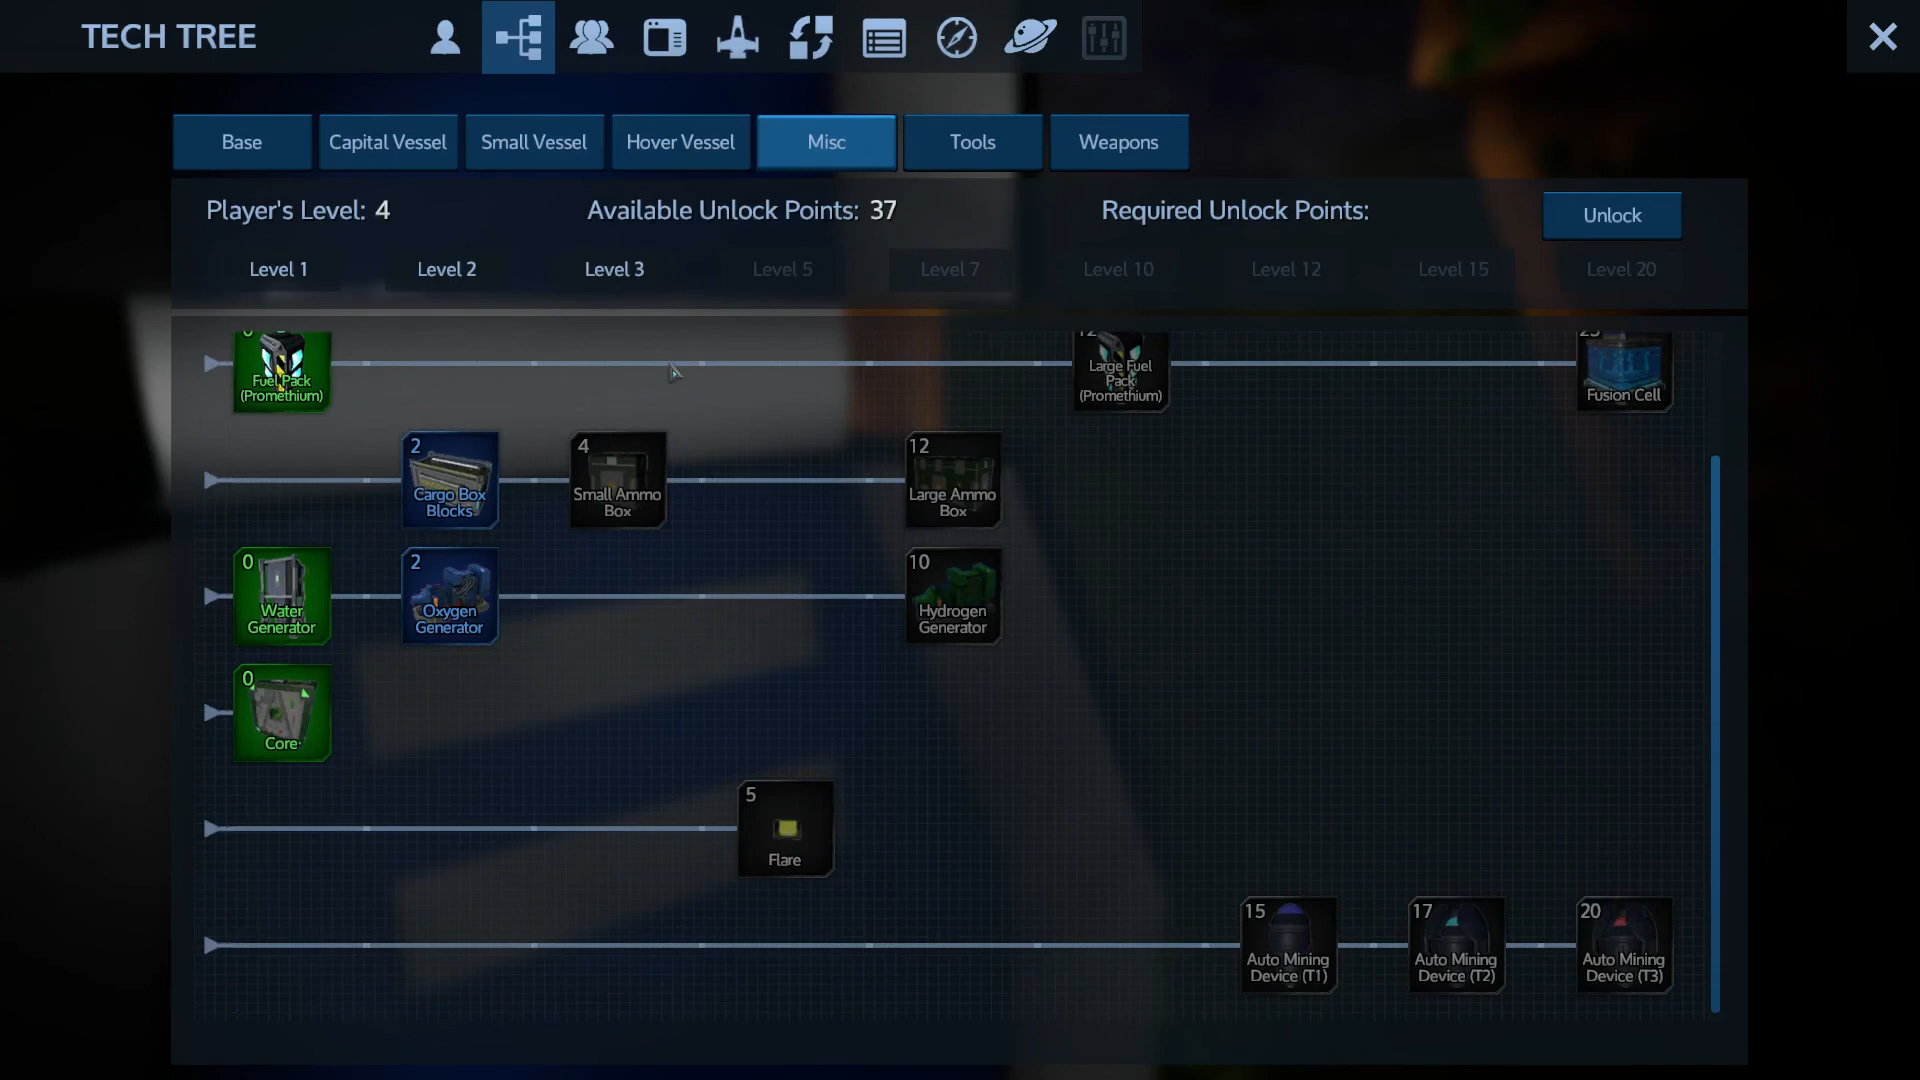 TECH TREE
Base
Capital Vessel
Small Vessel
Hover Vessel
Misc
Tools
Weapons
Player's Level: 4
Available Unlock Points: 37
Required Unlock Points:
Unlock
Level 1
Level 2
Level 3
Level 5
Level 7
Level 10
Level 12
Level 15
Level 20
Fuel Pack
(Promethium)
Large Fuel
Pack
(Promethium)
Fusion Cell
2
Cargo Box
Blocks
4
Small Ammo
Box
12
Large Ammo
Box
0
Water
Generator
2
Oxygen
Generator
10
Hydrogen
Generator
0
Core
5
Flare
15
Auto Mining
Device (T1)
17
Auto Mining
Device (T2)
20
Auto Mining
Device (T3)